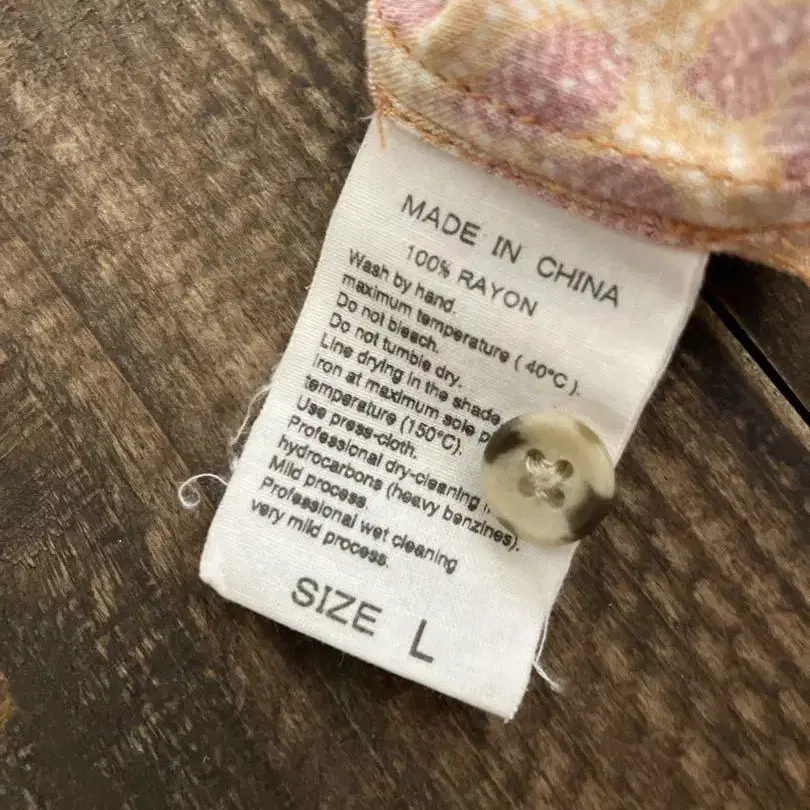 MADE IN CHINA
100% RAYON
Wash by hand.
maximum temperature ( 40°C ).
Do not bleach.
Do not tumble dry.
Line drying in the shade
Iron at maximum sole
temperature (150°C).
Use press-cloth.
Professional dry-cleaning
hydrocarbons (heavy benzines).
Mild process.
Professional wet cleaning
very mild process.
SIZE L